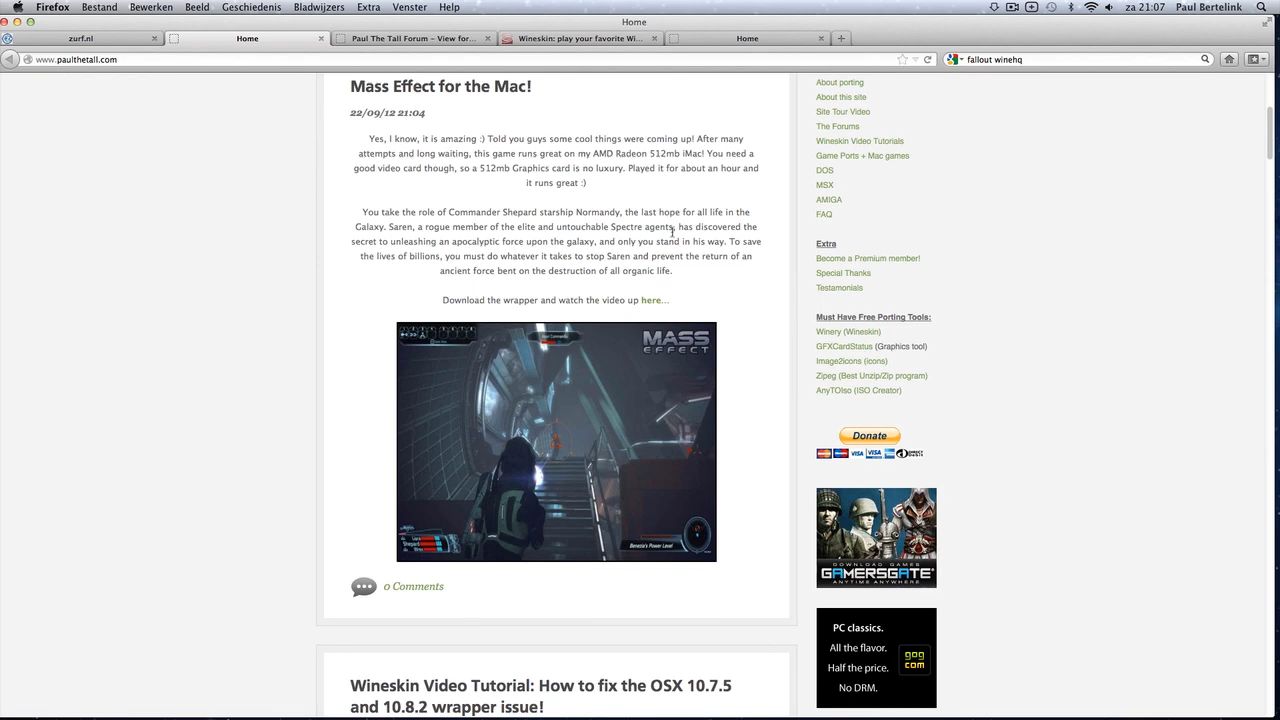 Firefox Bestand Bewerken Beeld Geschiedenis Bladwijzers Extra Venster Help za 21:07 Paul Bertelink
Home
zurf.nl Home Paul The Tall Forum – View for... Wineskin: play your favorite Wi... Home
www.paulthetall.com fallout winehq
Mass Effect for the Mac!
22/09/12 21:04
Yes, I know, it is amazing :) Told you guys some cool things were coming up! After many
attempts and long waiting, this game runs great on my AMD Radeon 512mb iMac! You need a
good video card though, so a 512mb Graphics card is no luxury. Played it for about an hour and
it runs great :)
You take the role of Commander Shepard starship Normandy, the last hope for all life in the
Galaxy. Saren, a rogue member of the elite and untouchable Spectre agents, has discovered the
secret to unleashing an apocalyptic force upon the galaxy, and only you stand in his way. To save
the lives of billions, you must do whatever it takes to stop Saren and prevent the return of an
ancient force bent on the destruction of all organic life.
Download the wrapper and watch the video up here...
MASS
EFFECT
Liara
Shepard
Benezia's Power Level
0 Comments
Wineskin Video Tutorial: How to fix the OSX 10.7.5
and 10.8.2 wrapper issue!
About porting
About this site
Site Tour Video
The Forums
Wineskin Video Tutorials
Game Ports + Mac games
DOS
MSX
AMIGA
FAQ
Extra
Become a Premium member!
Special Thanks
Testamonials
Must Have Free Porting Tools:
Winery (Wineskin)
GFXCardStatus (Graphics tool)
Image2Icons (icons)
Zipeg (Best Unzip/Zip program)
AnyTOIso (ISO Creator)
Donate
VISA VISA DIRECT Debit
DOWNLOAD GAMES
GAMERSGATE
ANYTIME ANYWHERE
PC classics.
All the flavor.
Half the price.
No DRM.
gog
com